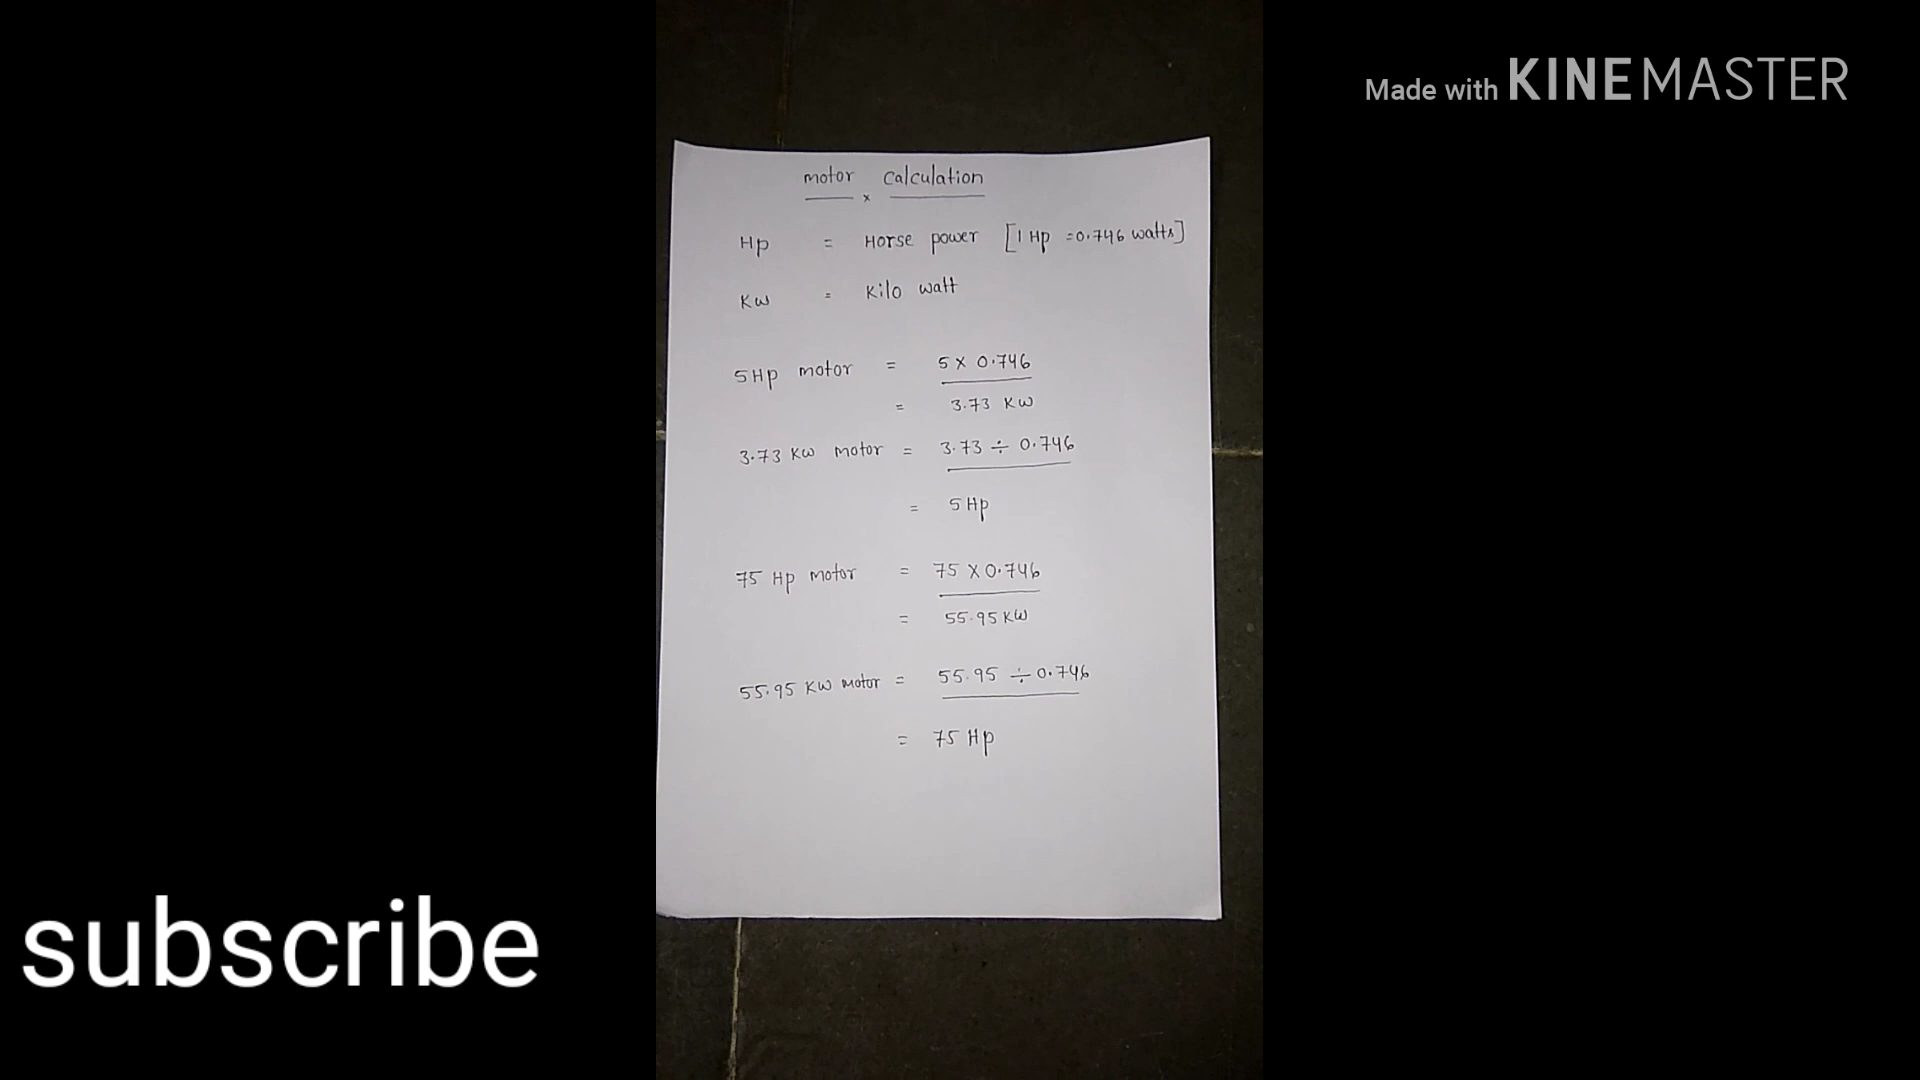 Made with KINEMASTER
motor calculation
x
Hp = Horse power [1 Hp = 0.746 watts]
Kw = Kilo watt
5Hp motor = 5 x 0.746
= 3.73 Kw
3.73 Kw motor = 3.73 ÷ 0.746
= 5 Hp
75 Hp motor = 75 x 0.746
= 55.95 Kw
55.95 Kw motor = 55.95 ÷ 0.746
= 75 Hp
subscribe